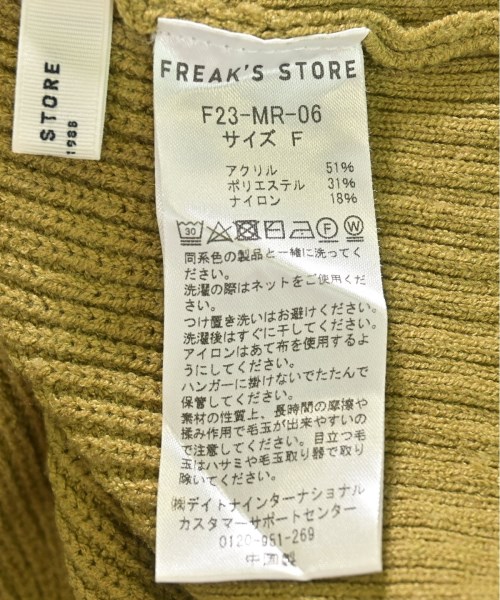 STORE
1986
FREAK'S STORE
F23-MR-06
サイズ F
アクリル 51%
ポリエステル 31%
ナイロン 18%
30 F W
同系色の製品と一緒に洗ってく
ださい。
洗濯の際はネットをご使用くだ
さい。
つけ置き洗いはお避けください。
洗濯後はすぐに干してください。
アイロンはあて布を使用するよ
うにしてください。
ハンガーに掛けないでたたんで
保管してください。
素材の性質上、長時間の摩擦や
揉み作用で毛玉が出来やすいの
で注意してください。目立つ毛
玉はハサミや毛玉取り器で取り
除いてください。
㈱デイトナインターナショナル
カスタマーサポートセンター
0120-981-269
中国製